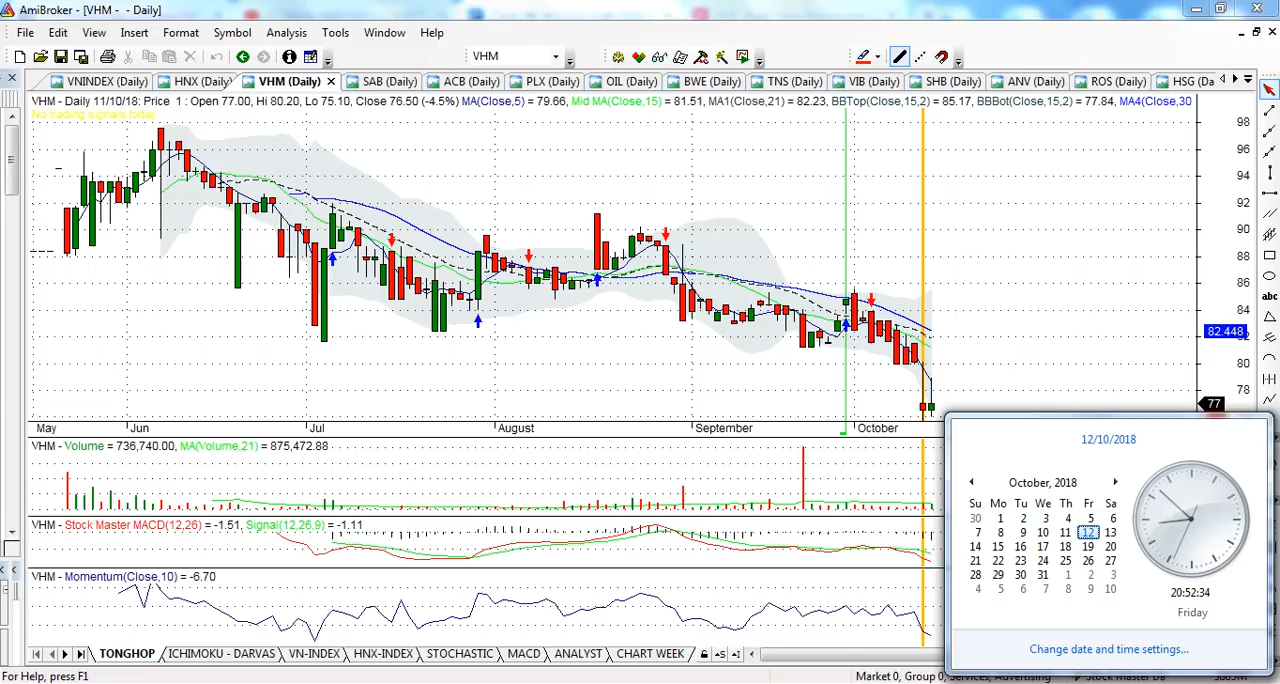 AmiBroker - [VHM - - Daily]
File Edit View Insert Format Symbol Analysis Tools Window Help
VHM
VNINDEX (Daily) HNX (Daily) VHM (Daily) SAB (Daily) ACB (Daily) PLX (Daily) OIL (Daily) BWE (Daily) TNS (Daily) VIB (Daily) SHB (Daily) ANV (Daily) ROS (Daily) HSG (Da
VHM - Daily 11/10/18: Price 1 : Open 77.00, Hi 80.20, Lo 75.10, Close 76.50 (-4.5%) MA(Close,5) = 79.66, Mid MA(Close,15) = 81.51, MA1(Close,21) = 82.23, BBTop(Close,15,2) = 85.17, BBBot(Close,15,2) = 77.84, MA4(Close,30
No trading signals today
98
96
94
92
90
88
86
84
82.448
80
78
77
May Jun Jul August September October
VHM - Volume = 736,740.00, MA(Volume,21) = 875,472.88
VHM - Stock Master MACD(12,26) = -1.51, Signal(12,26,9) = -1.11
VHM - Momentum(Close,10) = -6.70
abc
12/10/2018
October, 2018
Su Mo Tu We Th Fr Sa
30 1 2 3 4 5 6
7 8 9 10 11 12 13
14 15 16 17 18 19 20
21 22 23 24 25 26 27
28 29 30 31 1 2 3
4 5 6 7 8 9 10
20:52:34
Friday
Change date and time settings...
TONGHOP ICHIMOKU - DARVAS VN-INDEX HNX-INDEX STOCHASTIC MACD ANALYST CHART WEEK
For Help, press F1
Market 0, Group 0, Services, Advertising